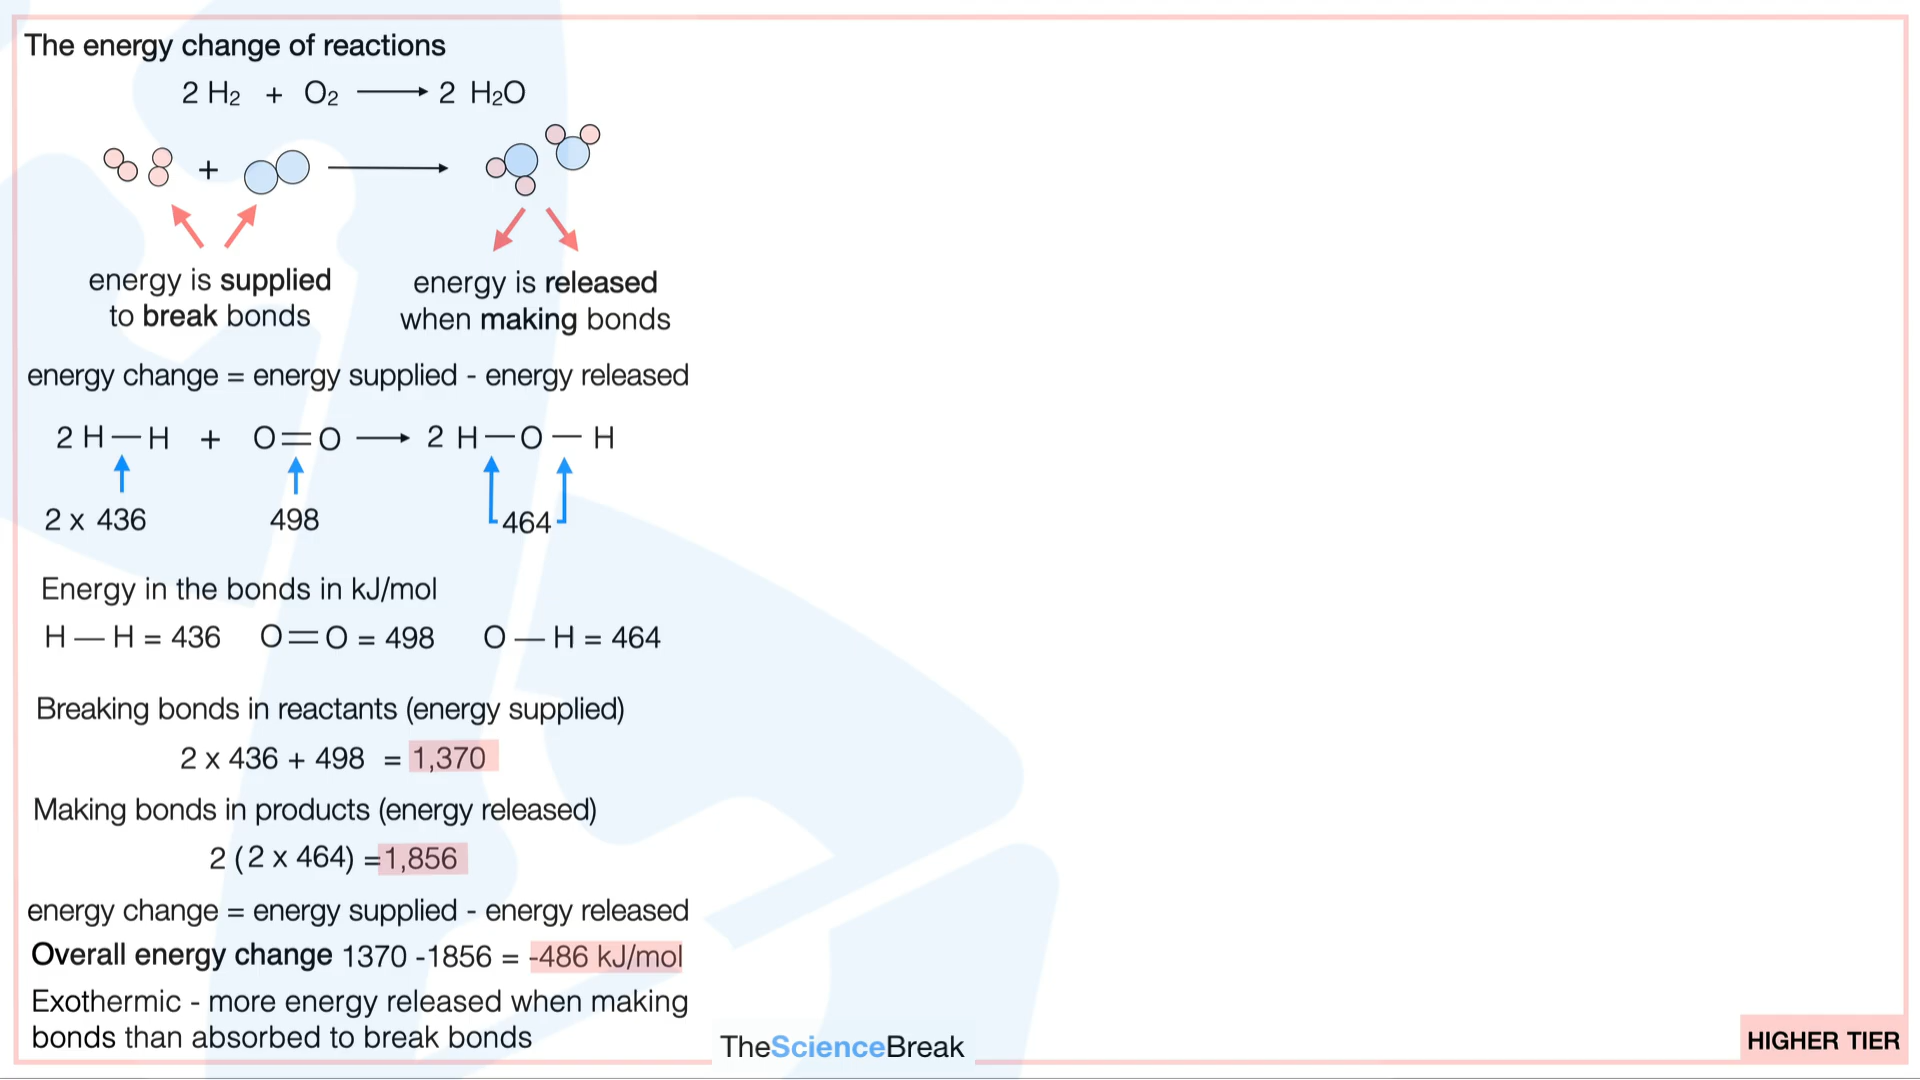 The energy change of reactions
2 H₂ + O₂ ⟶ 2 H₂O
+
energy is supplied
to break bonds
energy is released
when making bonds
energy change = energy supplied - energy released
2 H — H + O = O ⟶ 2 H — O — H
2 x 436 498 464
Energy in the bonds in kJ/mol
H — H = 436 O = O = 498 O — H = 464
Breaking bonds in reactants (energy supplied)
2 x 436 + 498 = 1,370
Making bonds in products (energy released)
2 ( 2 x 464) = 1,856
energy change = energy supplied - energy released
Overall energy change 1370 -1856 = -486 kJ/mol
Exothermic - more energy released when making
bonds than absorbed to break bonds
TheScienceBreak
HIGHER TIER